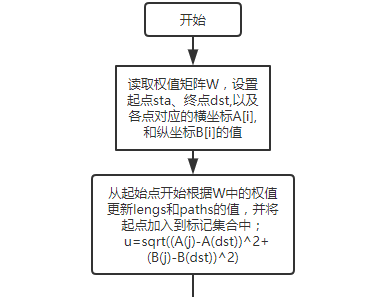 开始
读取权值矩阵W，设置
起点sta、终点dst,以及
各点对应的横坐标A[i],
和纵坐标B[i]的值
从起始点开始根据W中的权值
更新lengs和paths的值，并将
起点加入到标记集合中；
u=sqrt((A(j)-A(dst))^2+
(B(j)-B(dst))^2)